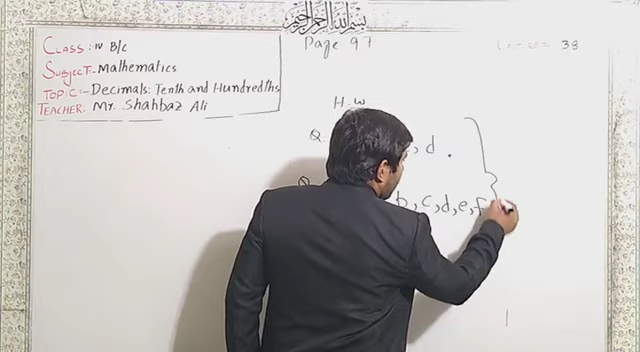 بسم الله الرحمن الرحيم
Class: IV B/C
Subject:- Mathematics
Topic:- Decimals: Tenth and Hundredths
Teacher: Mr. Shahbaz Ali
Page 97
38
H.W
Q.
, d .
Q
b, c, d, e, f